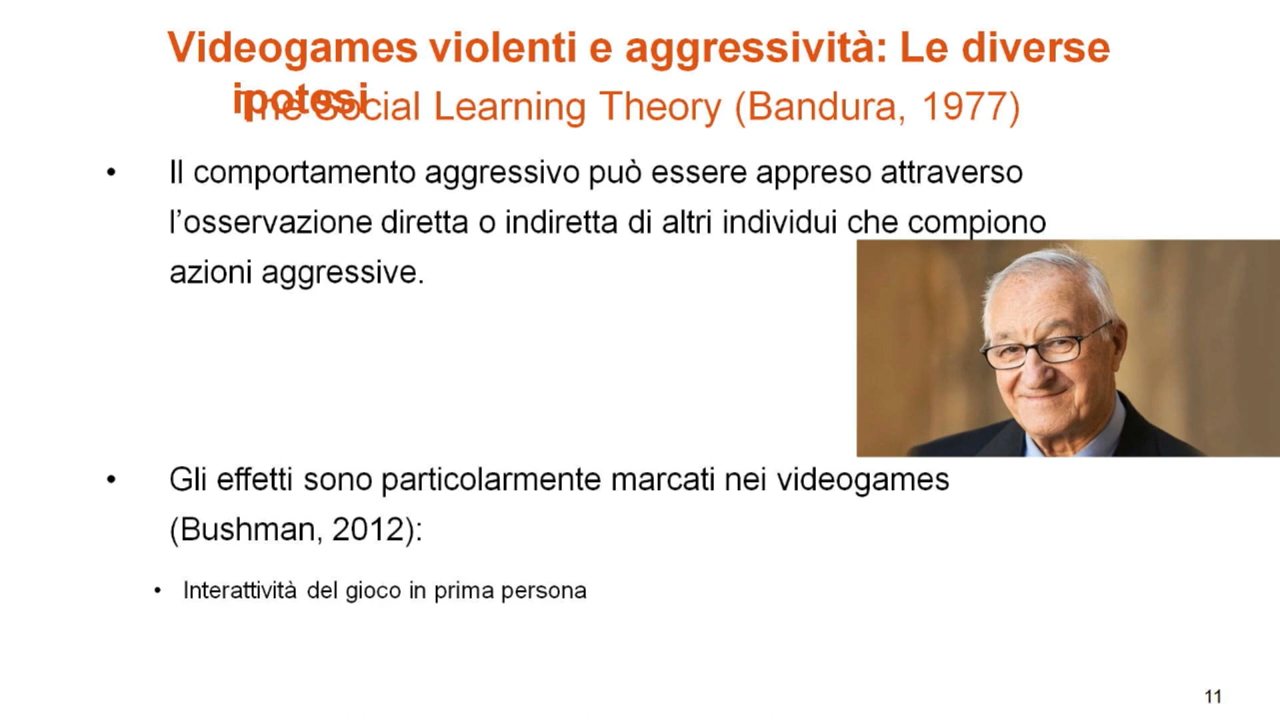 Videogames violenti e aggressività: Le diverse
ipotesi
The Social Learning Theory (Bandura, 1977)
• Il comportamento aggressivo può essere appreso attraverso
l’osservazione diretta o indiretta di altri individui che compiono
azioni aggressive.
• Gli effetti sono particolarmente marcati nei videogames
(Bushman, 2012):
• Interattività del gioco in prima persona
11